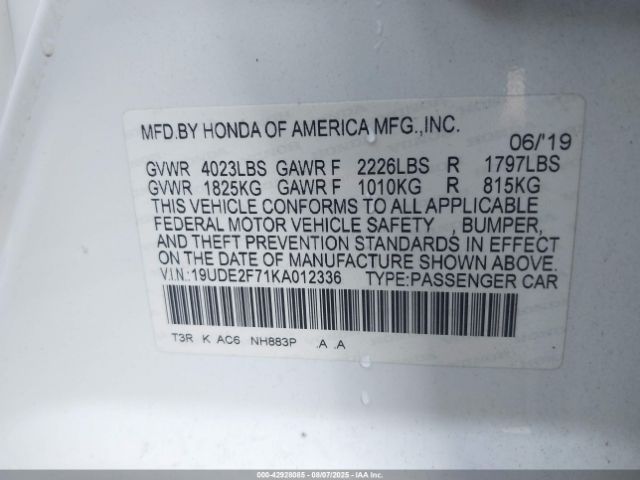 MFD.BY HONDA OF AMERICA MFG.,INC.
06/'19
GVWR 4023LBS GAWR F 2226LBS R 1797LBS
GVWR 1825KG GAWR F 1010KG R 815KG
THIS VEHICLE CONFORMS TO ALL APPLICABLE
FEDERAL MOTOR VEHICLE SAFETY , BUMPER,
AND THEFT PREVENTION STANDARDS IN EFFECT
ON THE DATE OF MANUFACTURE SHOWN ABOVE.
V.I.N.:19UDE2F71KA012336 TYPE:PASSENGER CAR
T3R K AC6 NH883P .A .A
000-42928085 - 08/07/2025 - IAA Inc.